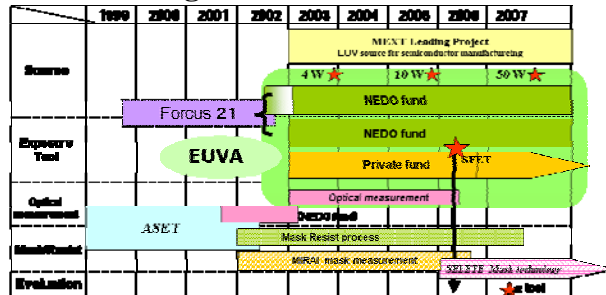 1999 2000 2001 2002 2003 2004 2005 2006 2007
MEXT Leading Project
EUV source for semiconductor manufactureing
Source
4 W 10 W 50 W
NEDO fund
Forcus 21
NEDO fund
Exposure
Tool
EUVA
SFET
Private fund
Optical
measurement
Optical measurement
NEDO fund
ASET
Mask Resist process
Mask/Resist
MIRAI mask measurement
SELETE Mask technology
Evaluation
α tool